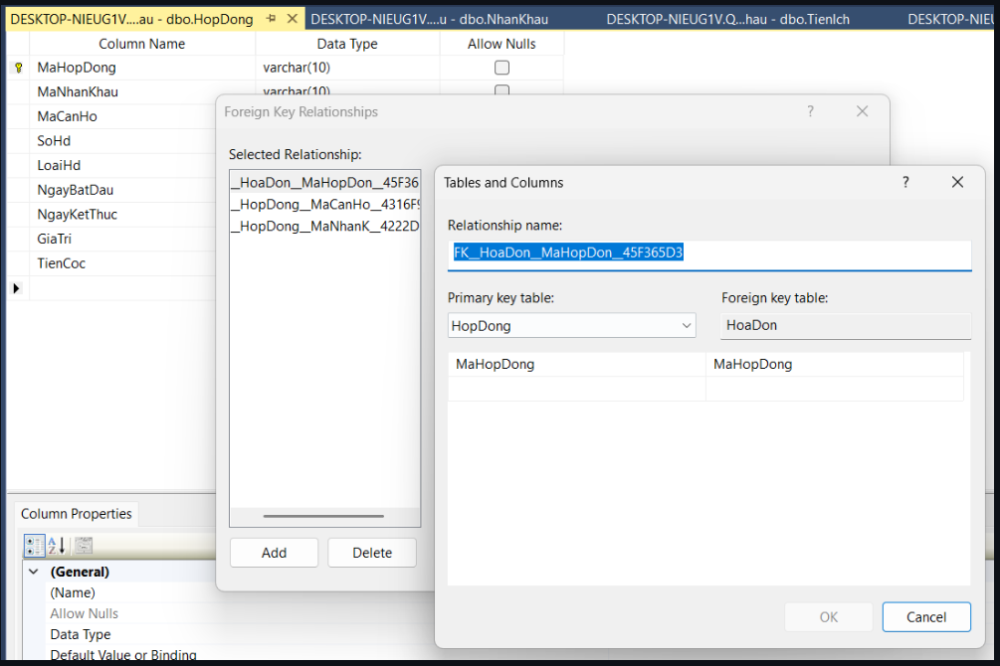 DESKTOP-NIEUG1V....au - dbo.HopDong
DESKTOP-NIEUG1V....u - dbo.NhanKhau
DESKTOP-NIEUG1V.Q...hau - dbo.TienIch
DESKTOP-NIEU
Column Name
Data Type
Allow Nulls
MaHopDong
varchar(10)
MaNhanKhau
varchar(10)
MaCanHo
SoHd
LoaiHd
NgayBatDau
NgayKetThuc
GiaTri
TienCoc
Foreign Key Relationships
?
Selected Relationship:
_HoaDon__MaHopDon__45F36
_HopDong__MaCanHo__4316F9
_HopDong__MaNhanK__4222D
Add
Delete
Tables and Columns
?
Relationship name:
FK__HoaDon__MaHopDon__45F365D3
Primary key table:
Foreign key table:
HopDong
HoaDon
MaHopDong
MaHopDong
OK
Cancel
Column Properties
(General)
(Name)
Allow Nulls
Data Type
Default Value or Binding